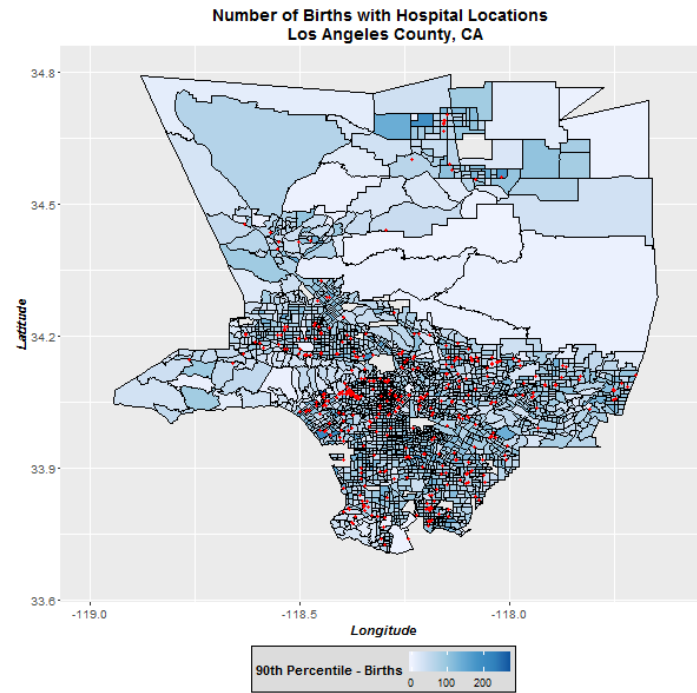 Number of Births with Hospital Locations
Los Angeles County, CA
34.8
34.5
34.2
33.9
33.6
Latitude
-119.0
-118.5
-118.0
Longitude
90th Percentile - Births
0
100
200